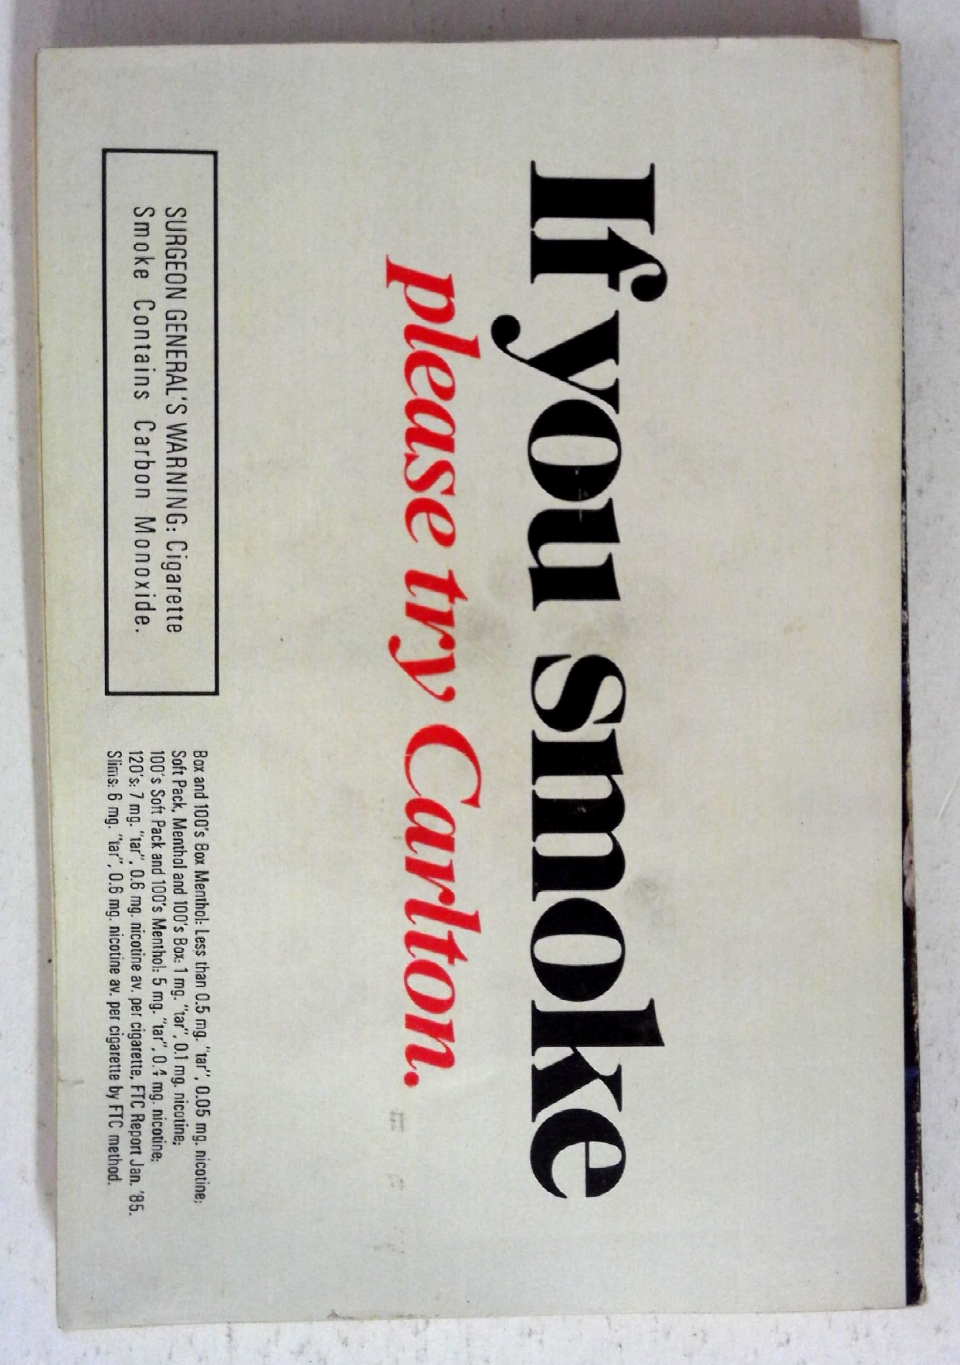 If you smoke
please try Carlton.
SURGEON GENERAL'S WARNING: Cigarette
Smoke Contains Carbon Monoxide.
Box and 100's Box Menthol: Less than 0.5 mg. "tar", 0.05 mg. nicotine;
Soft Pack, Menthol and 100's Box: 1 mg. "tar", 0.1 mg. nicotine;
100's Soft Pack and 100's Menthol: 5 mg. "tar", 0.4 mg. nicotine;
120's: 7 mg. "tar", 0.6 mg. nicotine av. per cigarette, FTC Report Jan. '85.
Slims: 6 mg. "tar", 0.6 mg. nicotine av. per cigarette by FTC method.